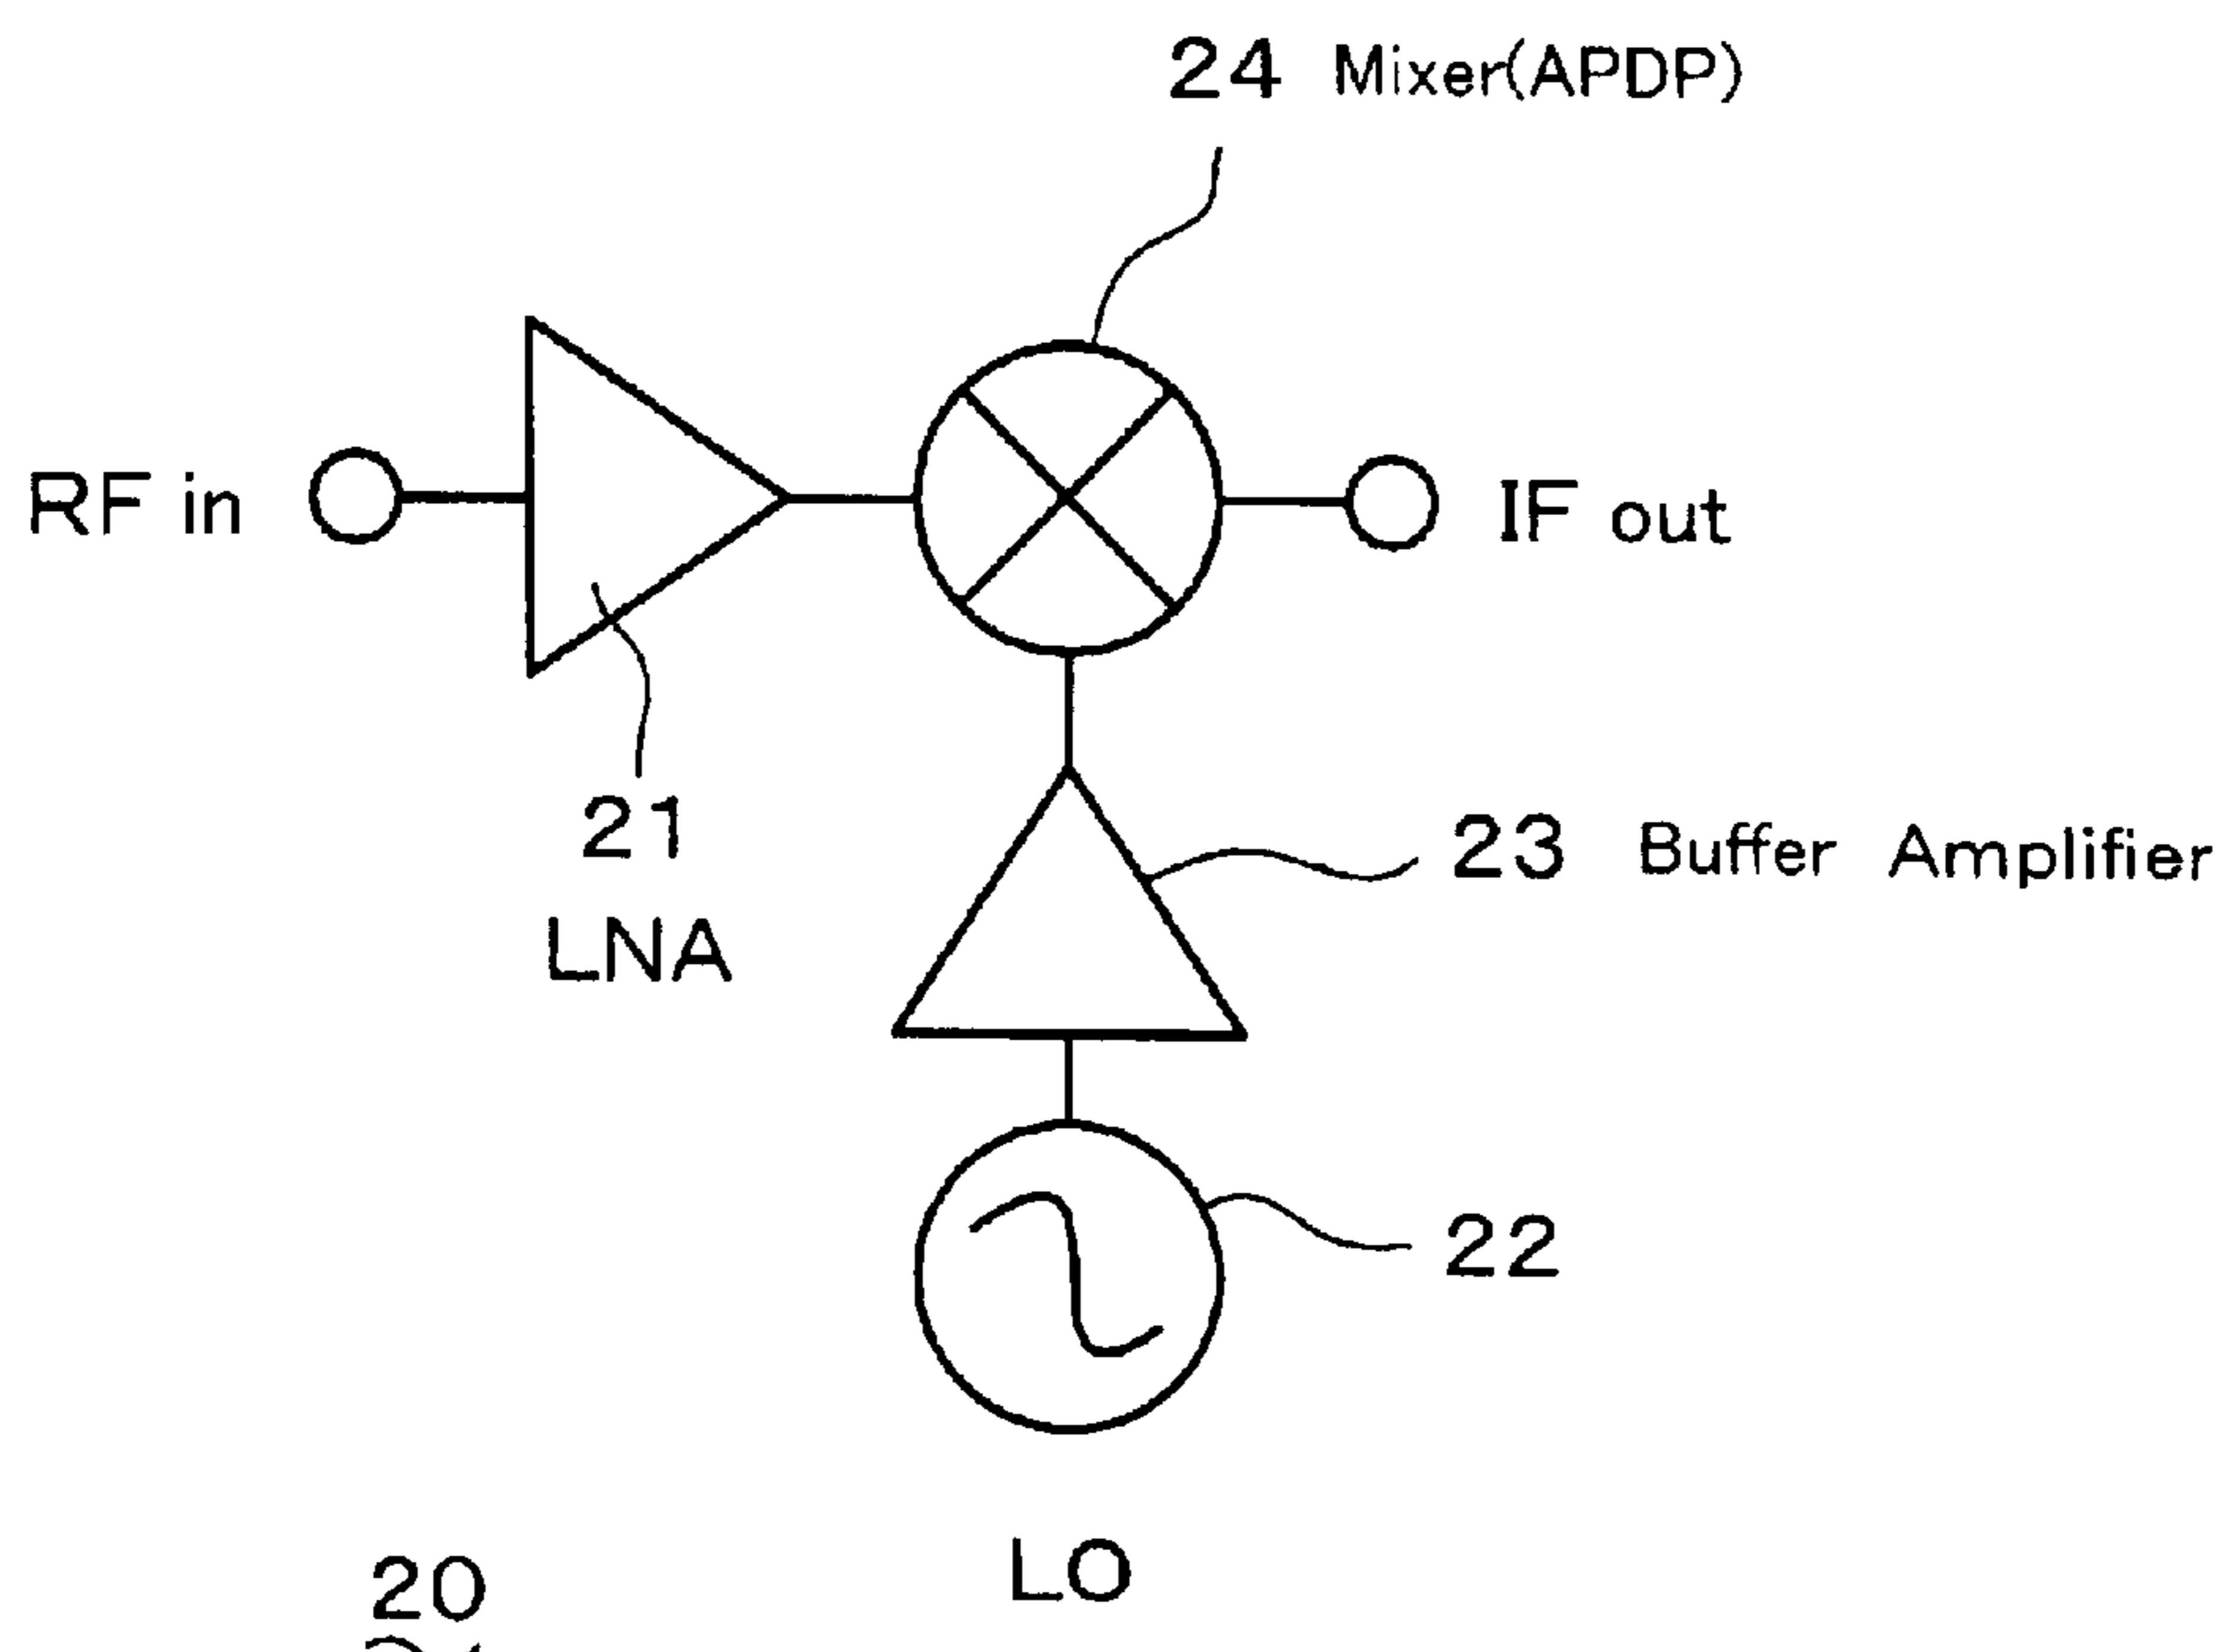 24 Mixer(APDP)
RF in
IF out
21
LNA
23 Buffer Amplifier
22
LO
20